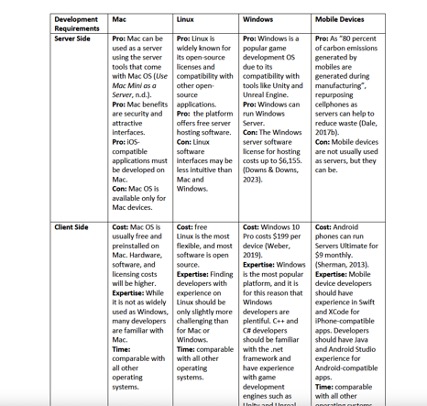 Development
Requirements
Mac
Linux
Windows
Mobile Devices
Server Side
Pro: Mac can be
used as a server
using the server
tools that come
with Mac OS (Use
Mac Mini as a
Server, n.d.).
Pro: Mac benefits
are security and
attractive
interfaces.
Pro: iOS-
compatible
applications must
be developed on
Mac.
Con: Mac OS is
available only for
Mac devices.
Pro: Linux is
widely known for
its open-source
licenses and
compatibility with
other open-
source
applications.
Pro: the platform
offers free server
hosting software.
Con: Linux
software
interfaces may be
less intuitive than
Mac and
Windows.
Pro: Windows is a
popular game
development OS
due to its
compatibility with
tools like Unity and
Unreal Engine.
Pro: Windows can
run Windows
Server.
Con: The Windows
server software
license for hosting
costs up to $6,155.
(Downs & Downs,
2023).
Pro: As "80 percent
of carbon emissions
generated by
mobiles are
generated during
manufacturing",
repurposing
cellphones as
servers can help to
reduce waste (Dale,
2017b).
Con: Mobile devices
are not usually used
as servers, but they
can be.
Client Side
Cost: Mac OS is
usually free and
preinstalled on
Mac. Hardware,
software, and
licensing costs
will be higher.
Expertise: While
it is not as widely
used as Windows,
many developers
are familiar with
Mac.
Time:
comparable with
all other
operating
systems.
Cost: free
Linux is the most
flexible, and most
software is open
source.
Expertise: Finding
developers with
experience on
Linux should be
only slightly more
challenging than
for Mac or
Windows.
Time: comparable
with all other
operating
systems.
Cost: Windows 10
Pro costs $199 per
device (Weber,
2019).
Expertise: Windows
is the most popular
platform, and it is
for this reason that
Windows
developers are
plentiful. C++ and
C# developers
should be familiar
with the .net
framework and
have experience
with game
development
engines such as
Unity and Unreal
Cost: Android
phones can run
Servers Ultimate for
$9 monthly.
(Sherman, 2013).
Expertise: Mobile
device developers
should have
experience in Swift
and XCode for
iPhone-compatible
apps. Developers
should have Java
and Android Studio
experience for
Android-compatible
apps.
Time: comparable
with all other
operating systems